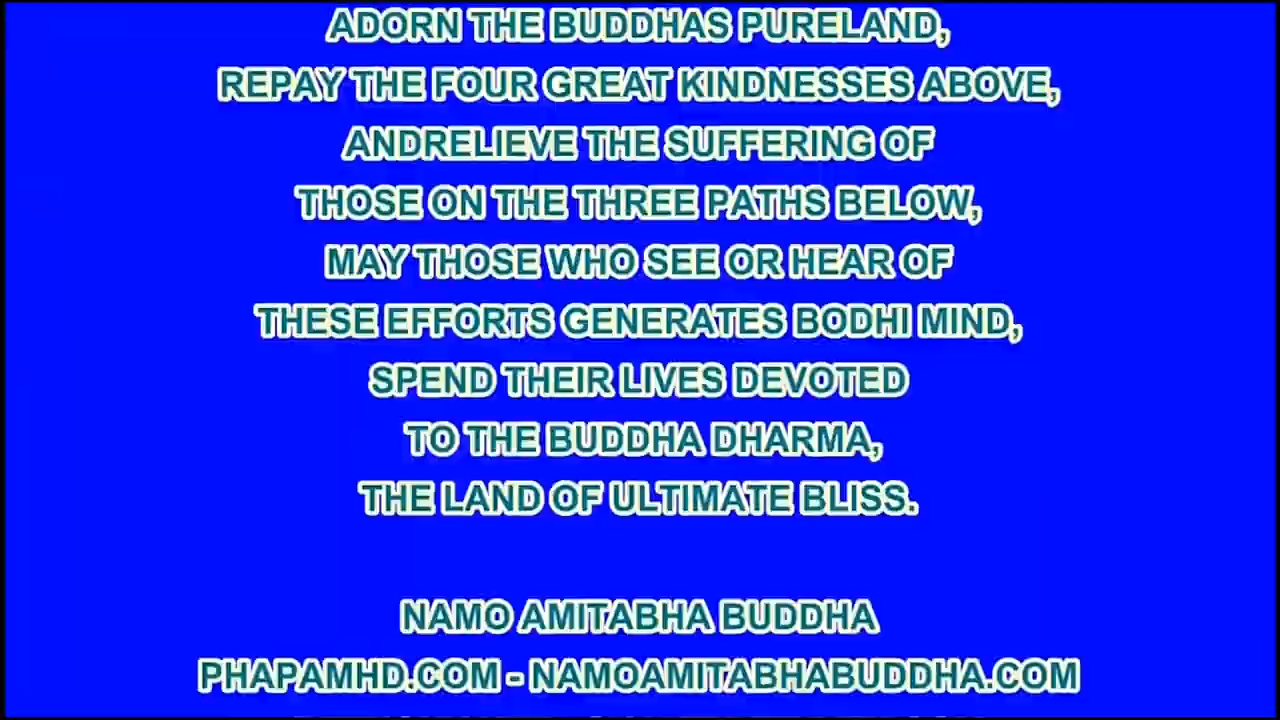 ADORN THE BUDDHAS PURELAND,
REPAY THE FOUR GREAT KINDNESSES ABOVE,
ANDRELIEVE THE SUFFERING OF
THOSE ON THE THREE PATHS BELOW,
MAY THOSE WHO SEE OR HEAR OF
THESE EFFORTS GENERATES BODHI MIND,
SPEND THEIR LIVES DEVOTED
TO THE BUDDHA DHARMA,
THE LAND OF ULTIMATE BLISS.
NAMO AMITABHA BUDDHA
PHAPAMHD.COM - NAMOAMITABHABUDDHA.COM